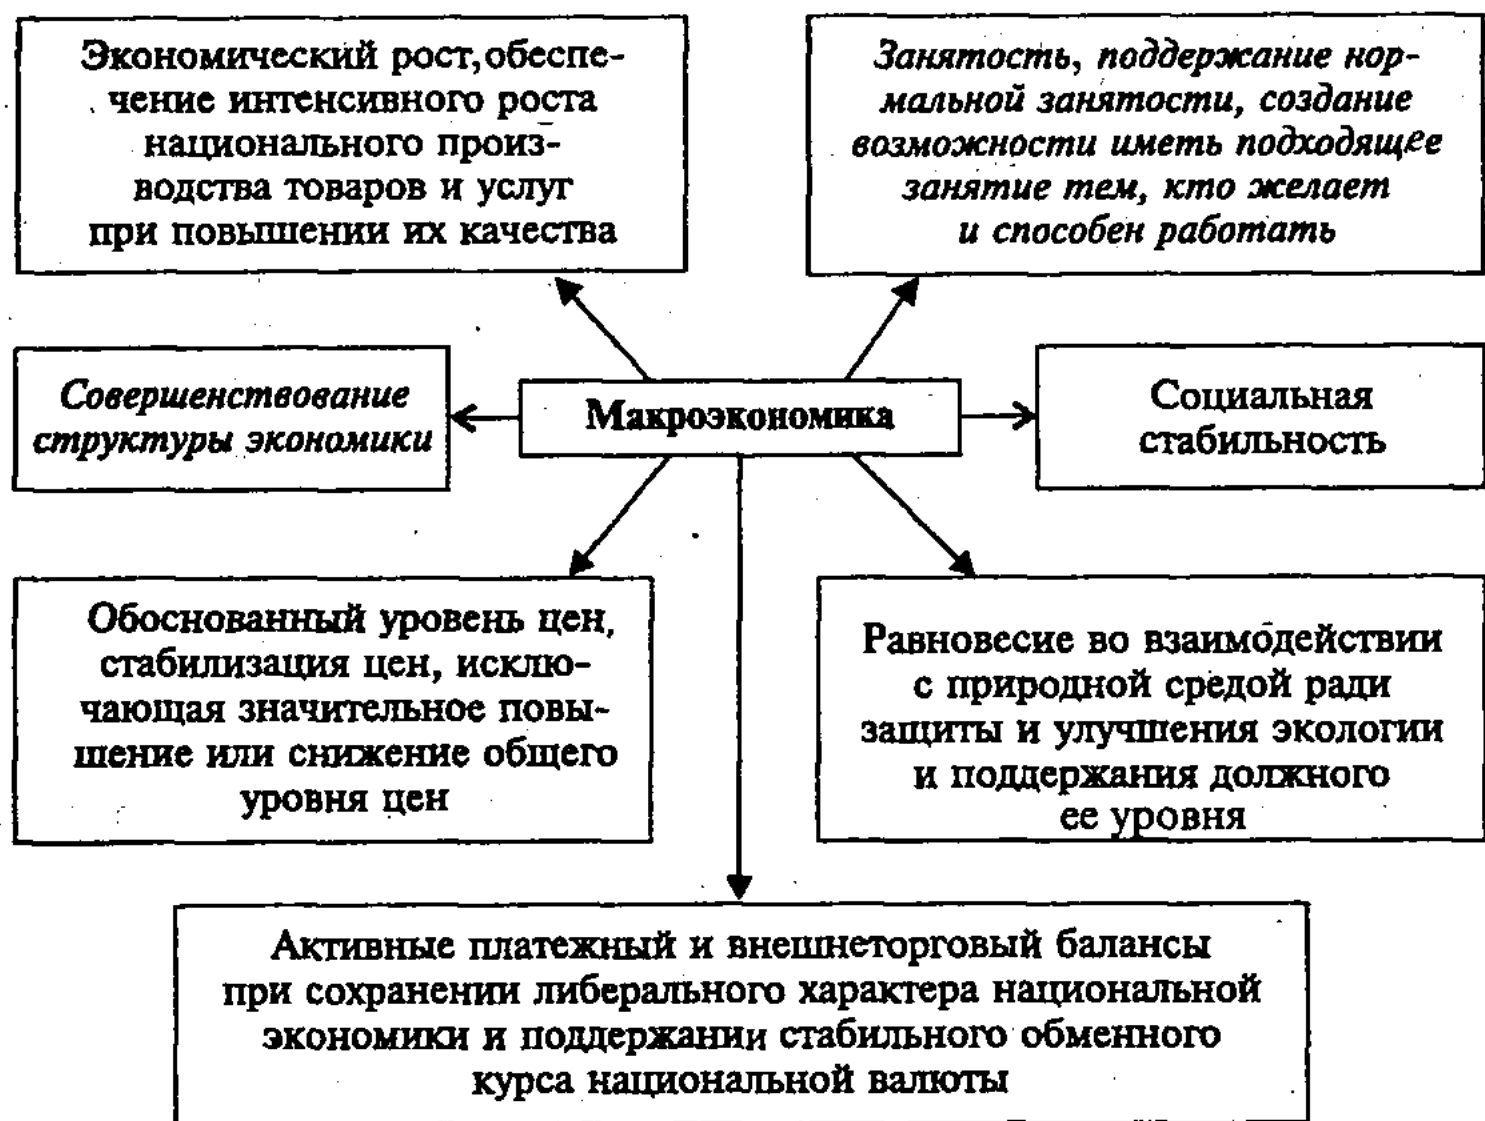 Экономический рост, обеспе-
чение интенсивного роста
национального произ-
водства товаров и услуг
при повышении их качества
Занятость, поддержание нор-
мальной занятости, создание
возможности иметь подходящее
занятие тем, кто желает
и способен работать
Совершенствование
структуры экономики
Макроэкономика
Социальная
стабильность
Обоснованный уровень цен,
стабилизация цен, исклю-
чающая значительное повы-
шение или снижение общего
уровня цен
Равновесие во взаимодействии
с природной средой ради
защиты и улучшения экологии
и поддержания должного
ее уровня
Активные платежный и внешнеторговый балансы
при сохранении либерального характера национальной
экономики и поддержании стабильного обменного
курса национальной валюты